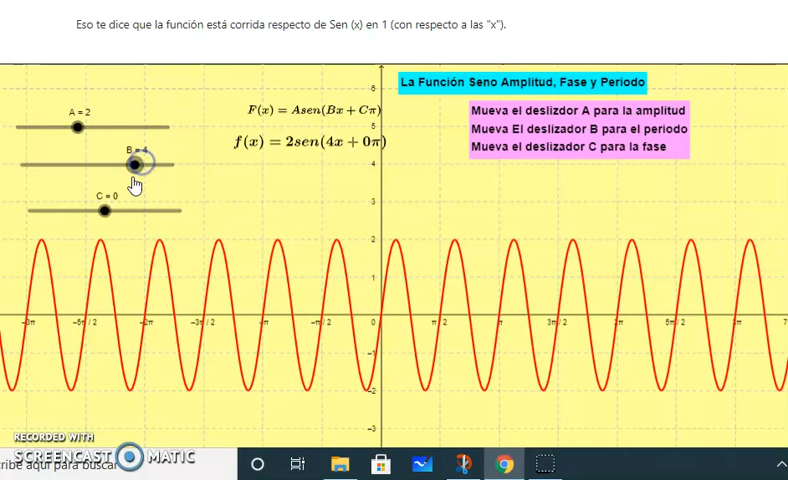 Eso te dice que la función está corrida respecto de Sen (x) en 1 (con respecto a las "x").
La Función Seno Amplitud, Fase y Periodo
A = 2
F(x) = Asen(Bx + Cπ)
Mueva el deslizdor A para la amplitud
Mueva El deslizador B para el periodo
Mueva el deslizador C para la fase
B = 4
f(x) = 2sen(4x + 0π)
C = 0
6
5
4
3
2
1
-3π
-5π / 2
-2π
-3π / 2
-π
-π / 2
0
π / 2
π
3π / 2
2π
5π / 2
3π
7
-1
-2
-3
RECORDED WITH
SCREENCAST MATIC
cribe aquí para buscar